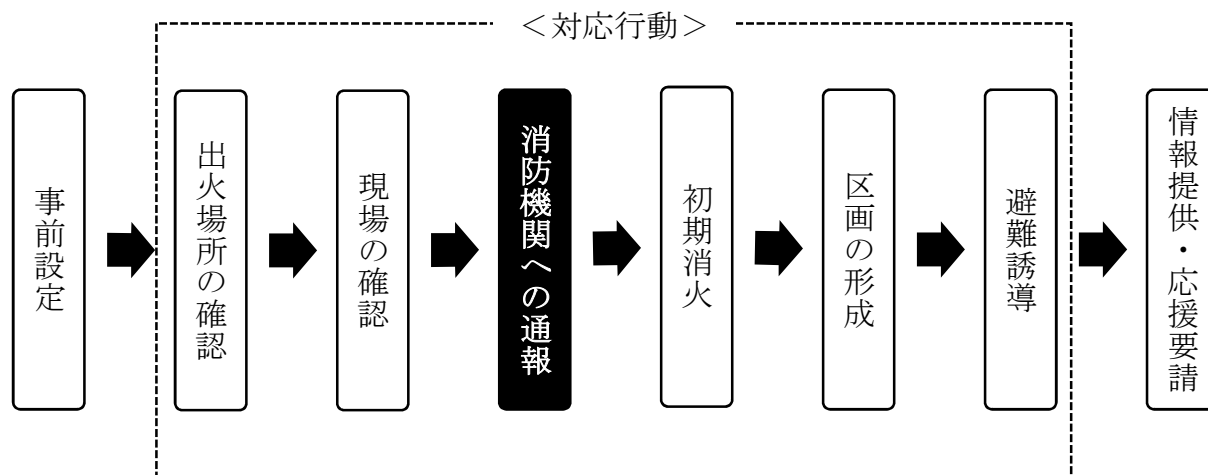 ＜対応行動＞
事前設定
出火場所の確認
現場の確認
消防機関への通報
初期消火
区画の形成
避難誘導
情報提供・応援要請